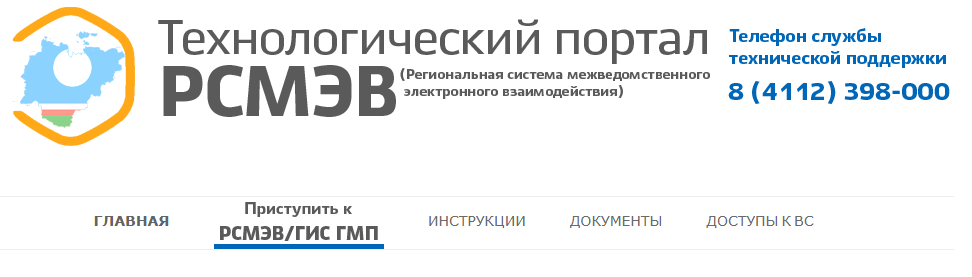 Технологический портал
РСМЭВ
(Региональная система межведомственного
электронного взаимодействия)
Телефон службы
технической поддержки
8 (4112) 398-000
ГЛАВНАЯ
Приступить к
РСМЭВ/ГИС ГМП
ИНСТРУКЦИИ
ДОКУМЕНТЫ
ДОСТУПЫ К ВС